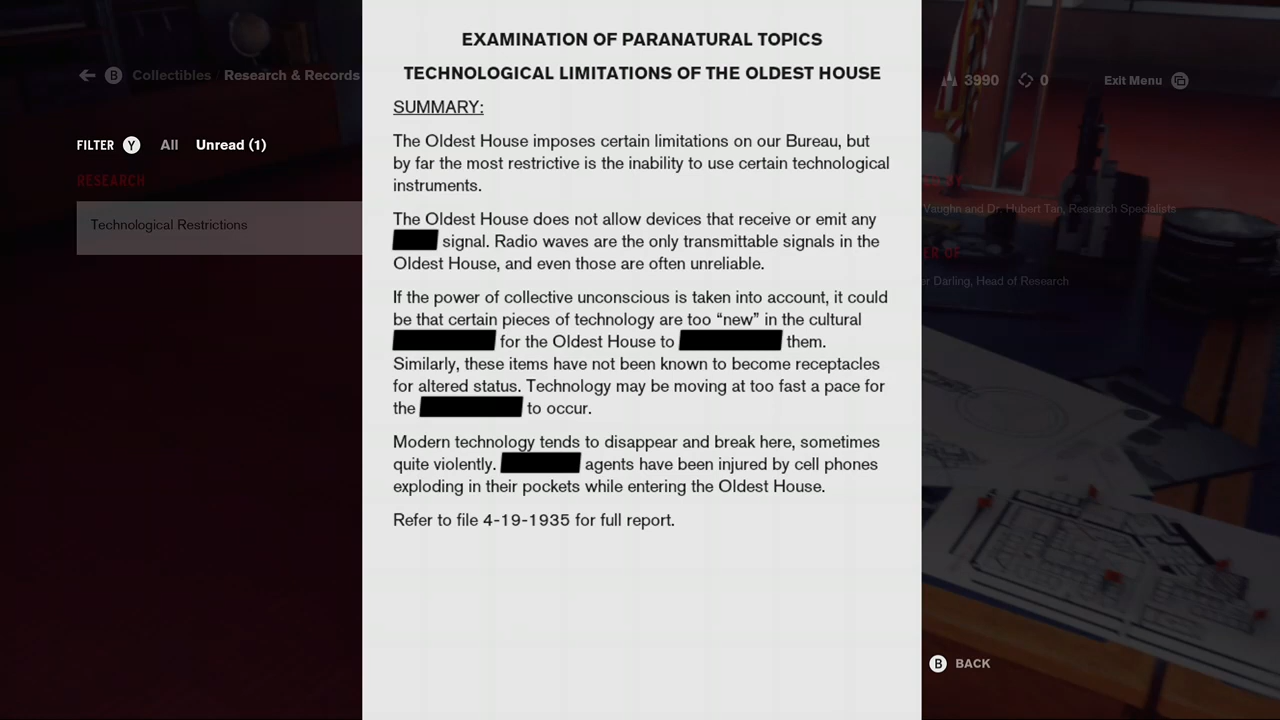 EXAMINATION OF PARANATURAL TOPICS
TECHNOLOGICAL LIMITATIONS OF THE OLDEST HOUSE
B Collectibles / Research & Records
3990
0
Exit Menu
SUMMARY:
The Oldest House imposes certain limitations on our Bureau, but
by far the most restrictive is the inability to use certain technological
instruments.
FILTER Y All Unread (1)
RESEARCH
Technological Restrictions
The Oldest House does not allow devices that receive or emit any
signal. Radio waves are the only transmittable signals in the
Oldest House, and even those are often unreliable.
If the power of collective unconscious is taken into account, it could
be that certain pieces of technology are too “new” in the cultural
for the Oldest House to them.
Similarly, these items have not been known to become receptacles
for altered status. Technology may be moving at too fast a pace for
the to occur.
Modern technology tends to disappear and break here, sometimes
quite violently. agents have been injured by cell phones
exploding in their pockets while entering the Oldest House.
Refer to file 4-19-1935 for full report.
Vaughn and Dr. Hubert Tan, Research Specialists
Darling, Head of Research
B BACK